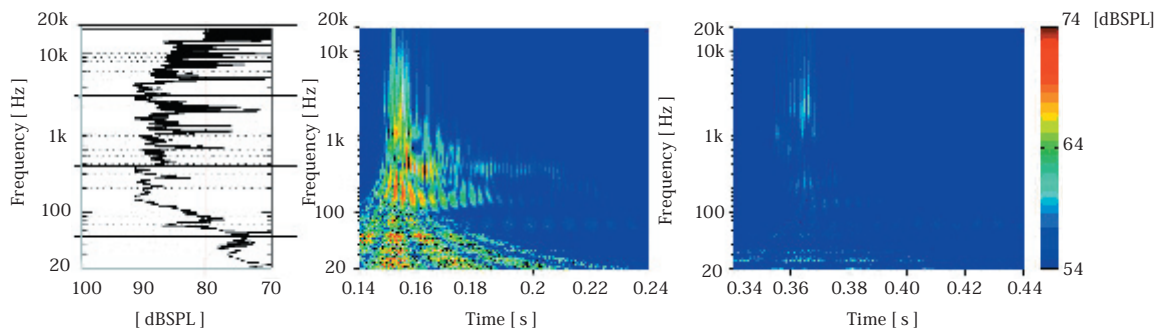 20k
10k
1k
100
20
Frequency [ Hz]
100 90 80 70
[ dBSPL ]
20k
10k
1k
100
20
Frequency [ Hz]
0.14 0.16 0.18 0.2 0.22 0.24
Time [ s ]
20k
10k
1k
100
20
Frequency [ Hz]
0.34 0.36 0.38 0.40 0.42 0.44
Time [ s ]
74 [dBSPL]
64
54